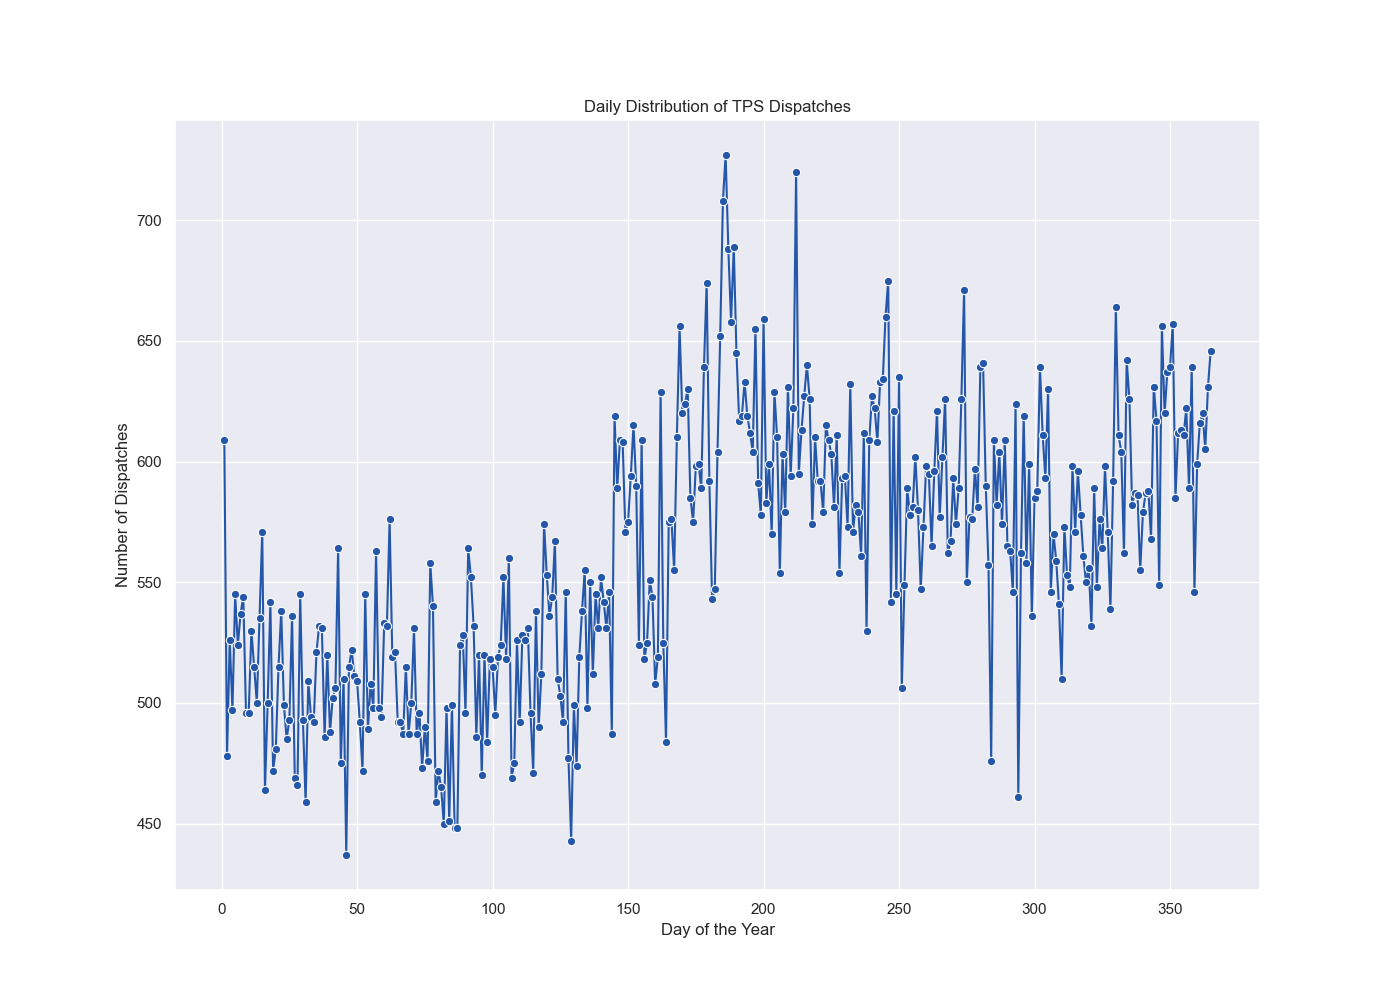 Daily Distribution of TPS Dispatches
700
650
600
550
500
450
Number of Dispatches
0 50 100 150 200 250 300 350
Day of the Year